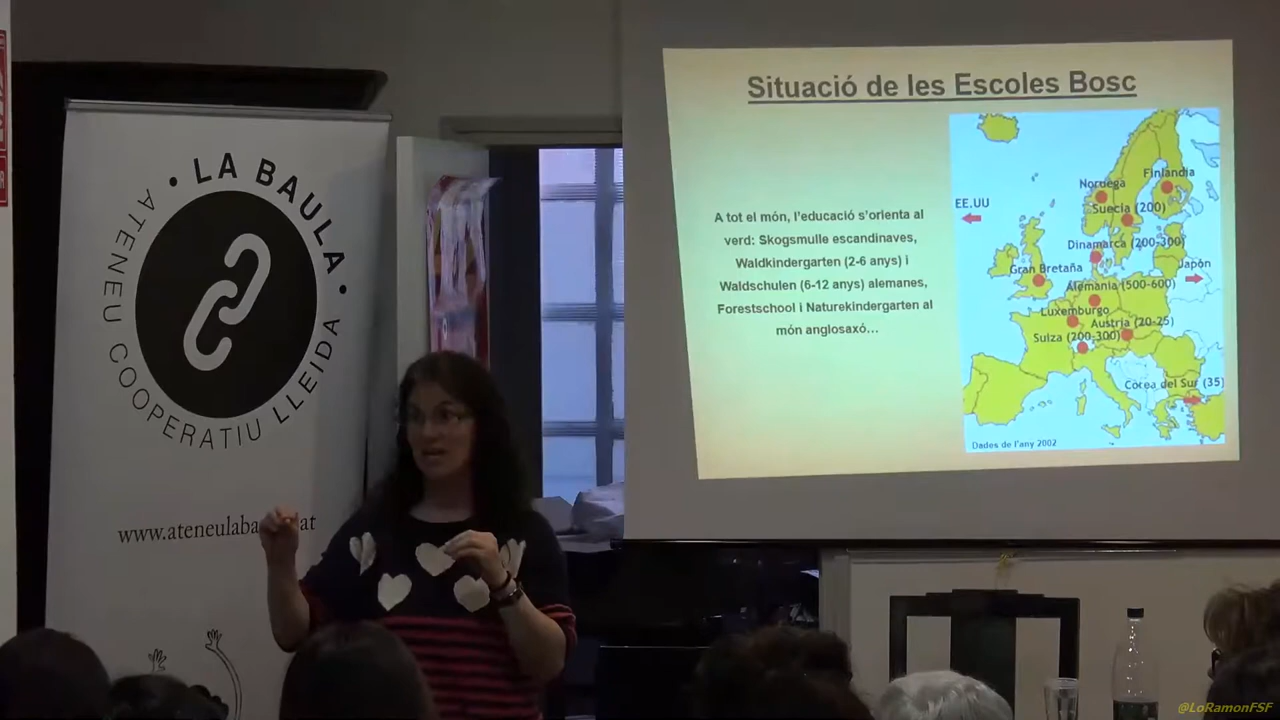 • LA BAULA •
ATENEU COOPERATIU LLEIDA
Situació de les Escoles Bosc
A tot el món, l'educació s'orienta al
verd: Skogsmulle escandinaves,
Waldkindergarten (2-6 anys) i
Waldschulen (6-12 anys) alemanes,
Forestschool i Naturekindergarten al
món anglosaxó...
EE.UU
Finlandia
Noruega
Suecia (200)
Dinamarca (200-300)
Japón
Gran Bretaña
Alemania (500-600)
Luxemburgo
Austria (20-25)
Suiza (200-300)
Corea del Sur (35)
Dades de l'any 2002
@LoRamonFSF